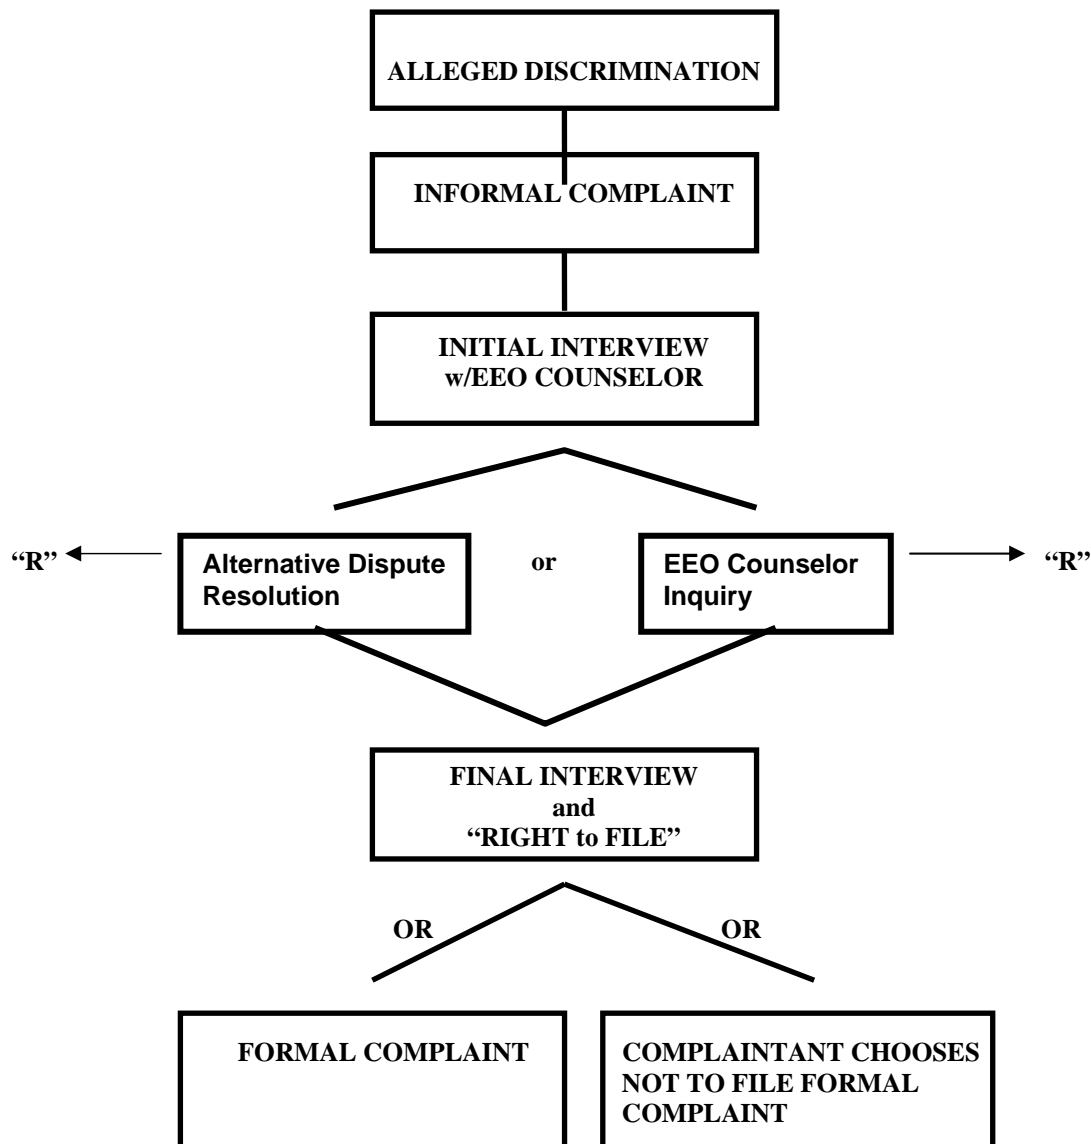 ALLEGED DISCRIMINATION
INFORMAL COMPLAINT
INITIAL INTERVIEW
w/EEO COUNSELOR
“R”
Alternative Dispute
Resolution
or
EEO Counselor
Inquiry
“R”
FINAL INTERVIEW
and
“RIGHT to FILE”
OR
OR
FORMAL COMPLAINT
COMPLAINANT CHOOSES
NOT TO FILE FORMAL
COMPLAINT